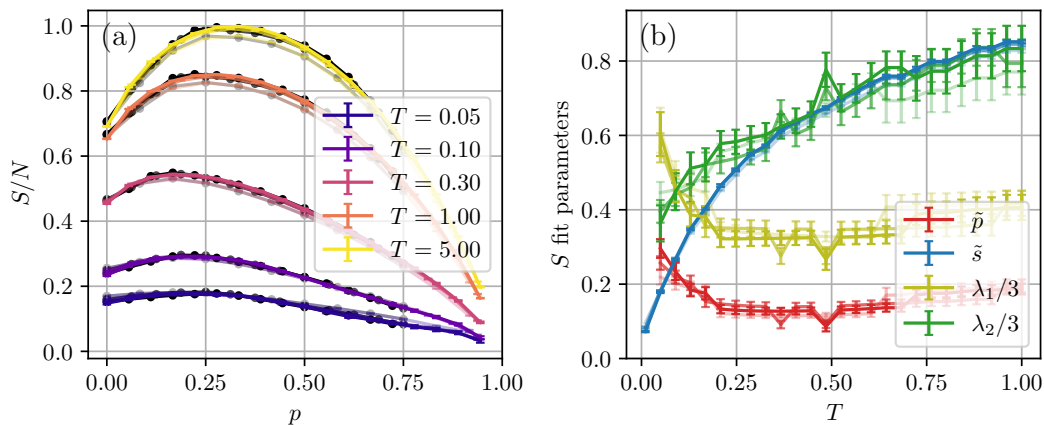 (a)
S/N
1.0
0.8
0.6
0.4
0.2
0.0
0.00 0.25 0.50 0.75 1.00
p
T = 0.05
T = 0.10
T = 0.30
T = 1.00
T = 5.00
(b)
S fit parameters
0.8
0.6
0.4
0.2
0.0
0.00 0.25 0.50 0.75 1.00
T
p̃
s̃
λ₁/3
λ₂/3